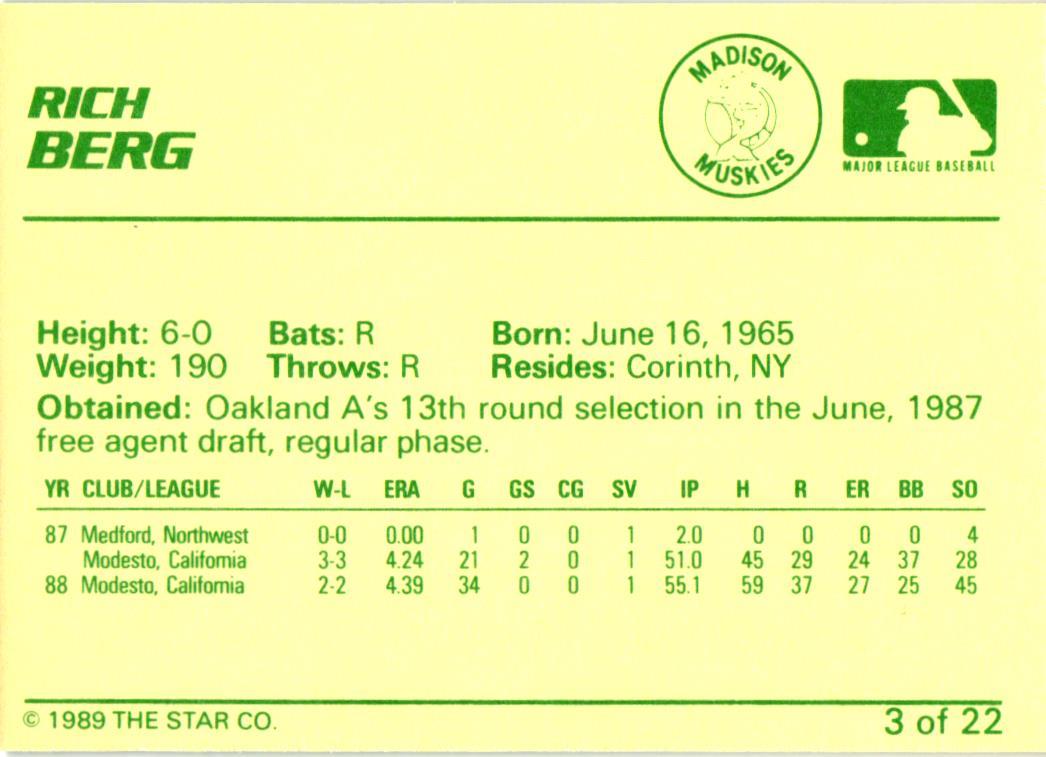 RICH
BERG
MADISON
MUSKIES
MAJOR LEAGUE BASEBALL
Height: 6-0 Bats: R Born: June 16, 1965
Weight: 190 Throws: R Resides: Corinth, NY
Obtained: Oakland A's 13th round selection in the June, 1987
free agent draft, regular phase.
YR CLUB/LEAGUE W-L ERA G GS CG SV IP H R ER BB SO
87 Medford, Northwest 0-0 0.00 1 0 0 1 2.0 0 0 0 0 4
Modesto, California 3-3 4.24 21 2 0 1 51.0 45 29 24 37 28
88 Modesto, California 2-2 4.39 34 0 0 1 55.1 59 37 27 25 45
© 1989 THE STAR CO. 3 of 22